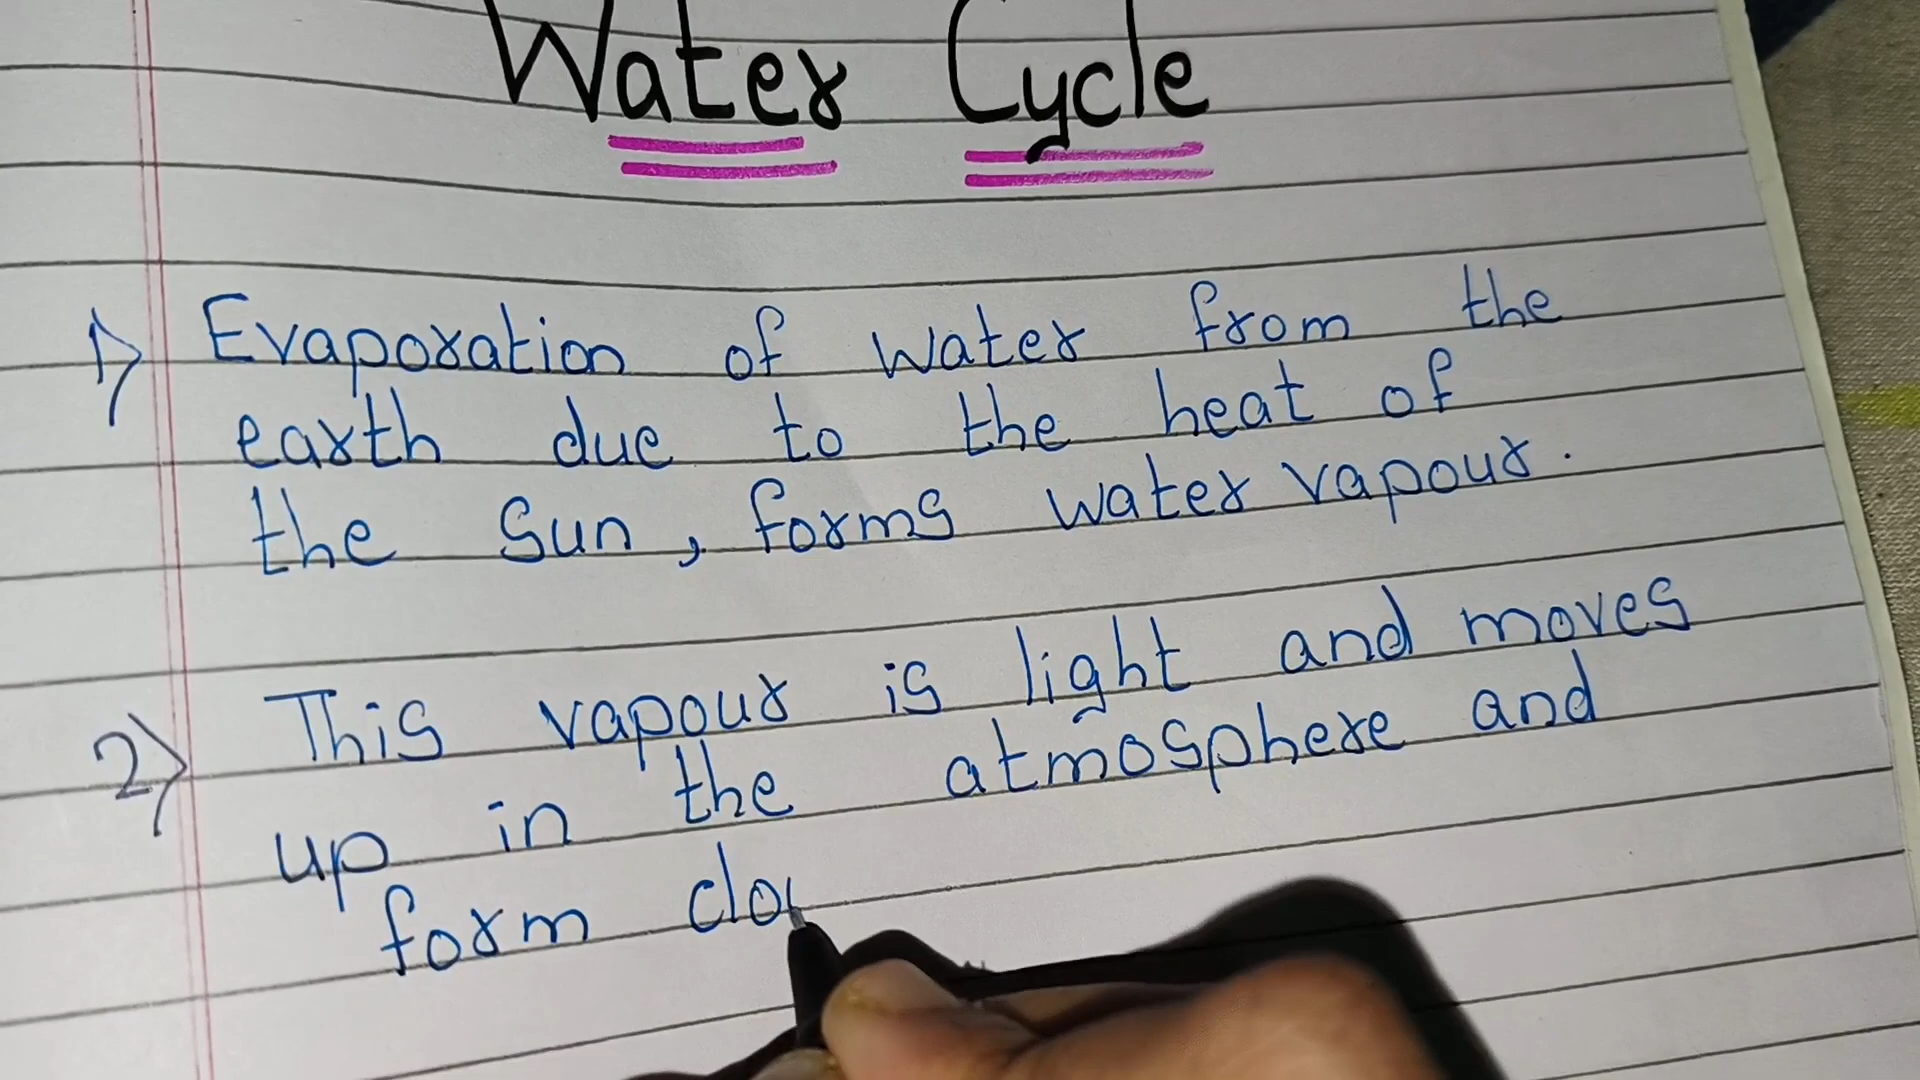 Water Cycle
1) Evaporation of water from the
earth due to the heat of
the Sun, forms water vapour.
2) This vapour is light and moves
up in the atmosphere and
form clou